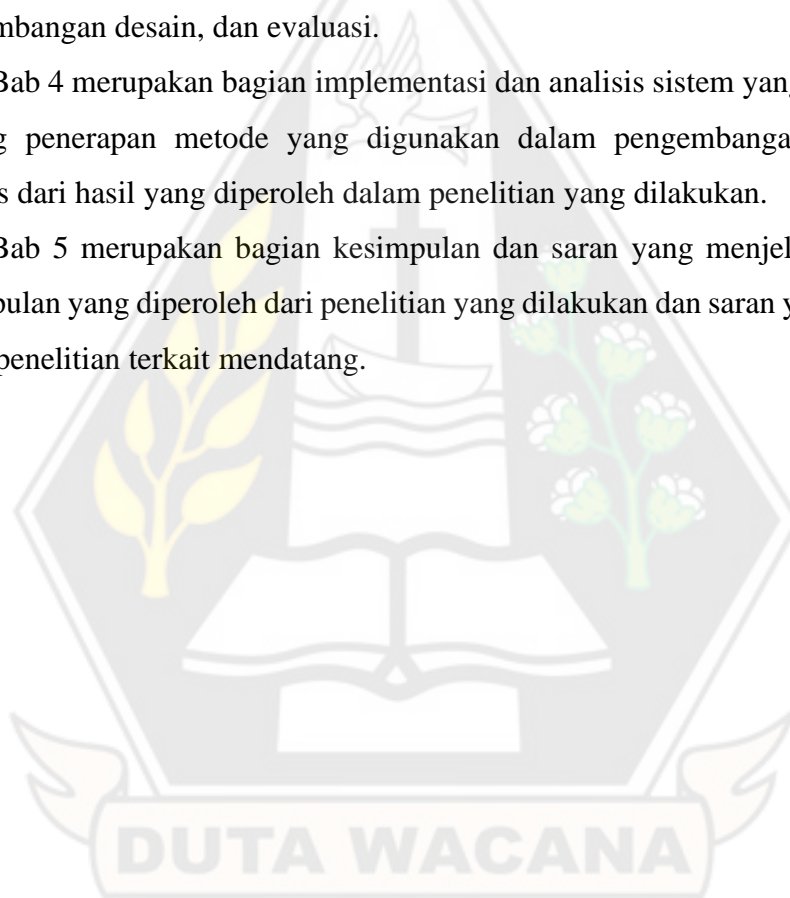 mbangan desain, dan evaluasi.
Bab 4 merupakan bagian implementasi dan analisis sistem yang
g penerapan metode yang digunakan dalam pengembanga
s dari hasil yang diperoleh dalam penelitian yang dilakukan.
Bab 5 merupakan bagian kesimpulan dan saran yang menjel
pulan yang diperoleh dari penelitian yang dilakukan dan saran y
penelitian terkait mendatang.
DUTA WACANA